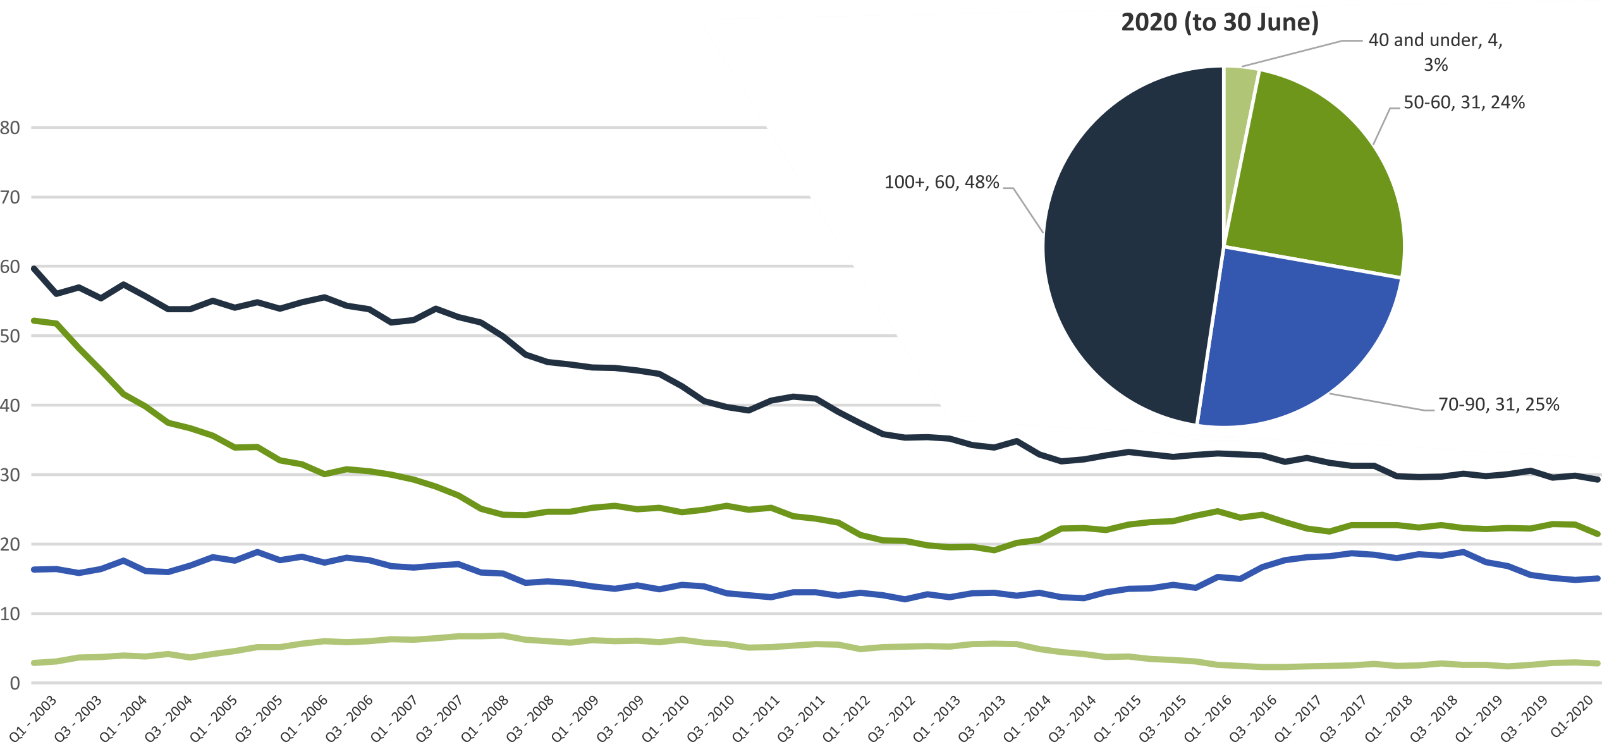 2020 (to 30 June)
40 and under, 4,
3%
50-60, 31, 24%
100+, 60, 48%
70-90, 31, 25%
80
70
60
50
40
30
20
10
0
Q1 - 2003
Q3 - 2003
Q1 - 2004
Q3 - 2004
Q1 - 2005
Q3 - 2005
Q1 - 2006
Q3 - 2006
Q1 - 2007
Q3 - 2007
Q1 - 2008
Q3 - 2008
Q1 - 2009
Q3 - 2009
Q1 - 2010
Q3 - 2010
Q1 - 2011
Q3 - 2011
Q1 - 2012
Q3 - 2012
Q1 - 2013
Q3 - 2013
Q1 - 2014
Q3 - 2014
Q1 - 2015
Q3 - 2015
Q1 - 2016
Q3 - 2016
Q1 - 2017
Q3 - 2017
Q1 - 2018
Q3 - 2018
Q1 - 2019
Q3 - 2019
Q1-2020